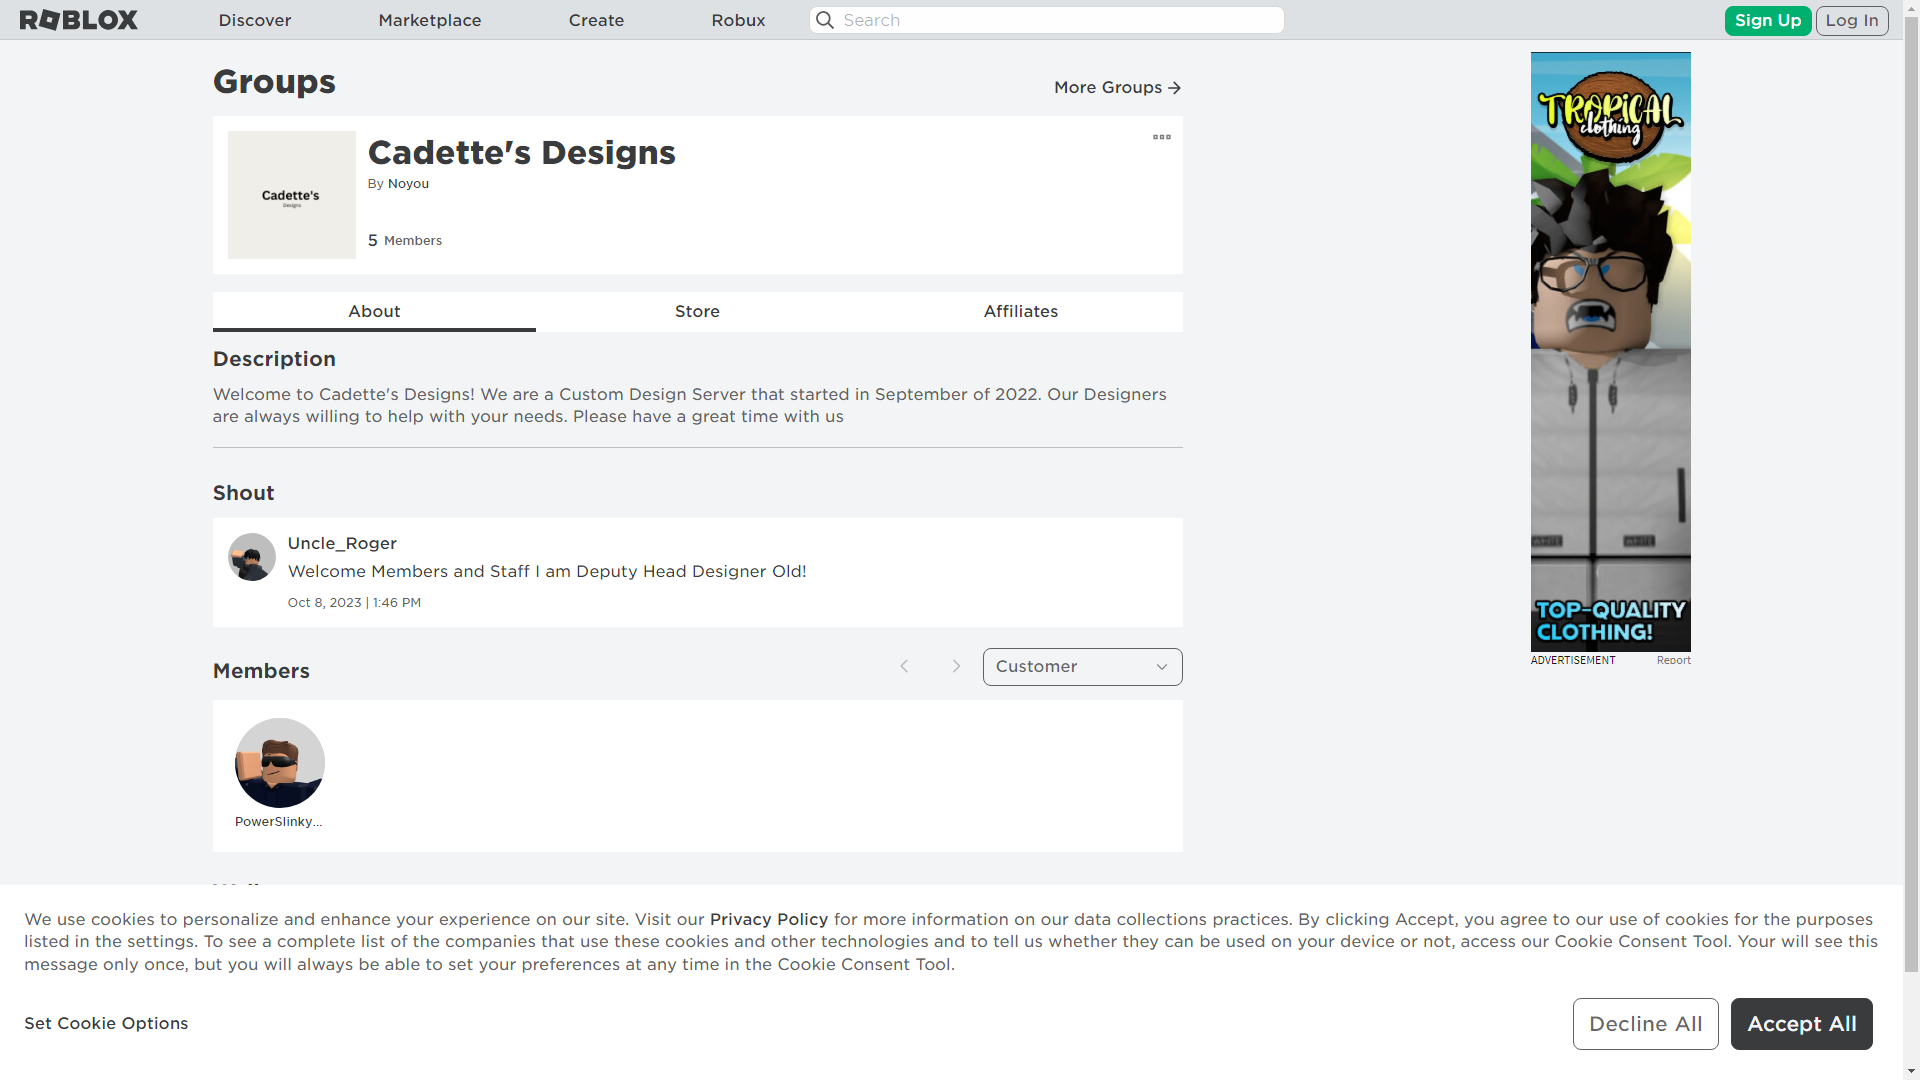 ROBLOX
Discover
Marketplace
Create
Robux
Search
Sign Up
Log In
Groups
More Groups
Cadette's
Designs
Cadette's Designs
By Noyou
5 Members
About
Store
Affiliates
Description
Welcome to Cadette's Designs! We are a Custom Design Server that started in September of 2022. Our Designers
are always willing to help with your needs. Please have a great time with us
Shout
Uncle_Roger
Welcome Members and Staff I am Deputy Head Designer Old!
Oct 8, 2023 | 1:46 PM
Members
Customer
PowerSlinky...
TROPICAL
clothing
TOP-QUALITY
CLOTHING!
ADVERTISEMENT
Report
We use cookies to personalize and enhance your experience on our site. Visit our Privacy Policy for more information on our data collections practices. By clicking Accept, you agree to our use of cookies for the purposes
listed in the settings. To see a complete list of the companies that use these cookies and other technologies and to tell us whether they can be used on your device or not, access our Cookie Consent Tool. Your will see this
message only once, but you will always be able to set your preferences at any time in the Cookie Consent Tool.
Set Cookie Options
Decline All
Accept All